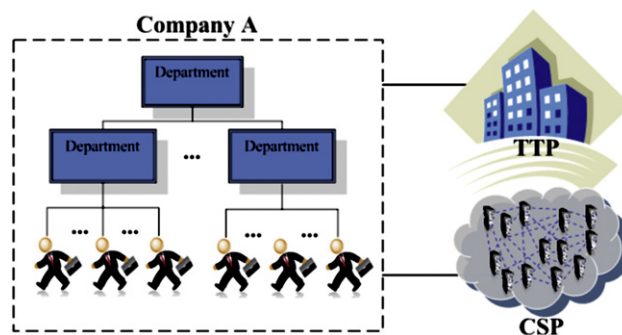 Company A
Department
Department
...
Department
... ...
... ...
TTP
CSP